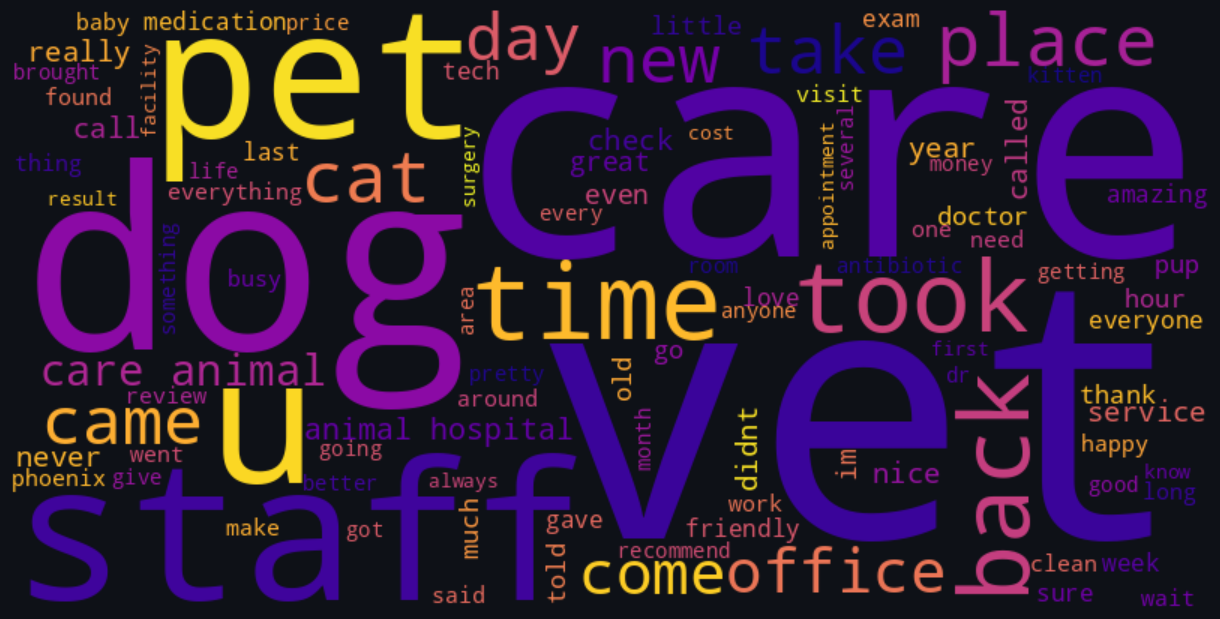 baby medication price
pet
day
little
exam
really
new
take
place
brought
tech
kitten
found
facility
care
visit
call
surgery
check
cost
called
several
last
great
appointment
year
thing
life
cat
money
result
everything
even
amazing
dog
every
doctor
one
need
something
busy
time
room
antibiotic
getting
pup
area
love
took
hour
anyone
everyone
care animal
pretty
old
go
vet
first
dr
back
thank
review
around
service
came
u
animal hospital
month
didnt
happy
never
went
going
im
nice
know
phoenix
give
staff
better
always
good
long
make
got
much
gave
work
friendly
told
recommend
come
office
clean
week
said
sure
wait